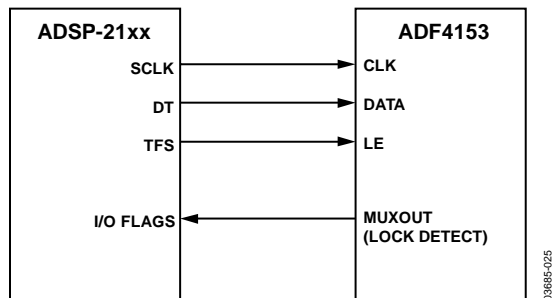 ADSP-21xx
ADF4153
SCLK
CLK
DT
DATA
TFS
LE
I/O FLAGS
MUXOUT
(LOCK DETECT)
03685-025